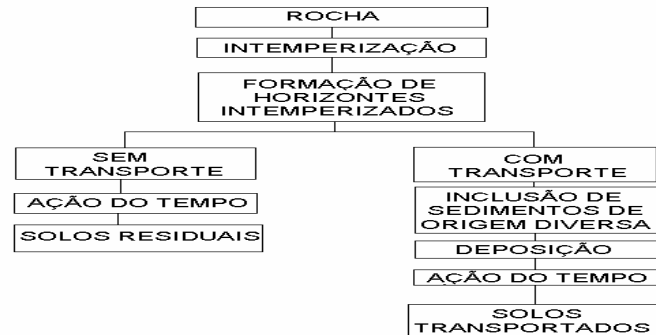 ROCHA
INTEMPERIZAÇÃO
FORMAÇÃO DE
HORIZONTES
INTEMPERIZADOS
SEM
TRANSPORTE
AÇÃO DO TEMPO
SOLOS RESIDUAIS
COM
TRANSPORTE
INCLUSÃO DE
SEDIMENTOS DE
ORIGEM DIVERSA
DEPOSIÇÃO
AÇÃO DO TEMPO
SOLOS
TRANSPORTADOS